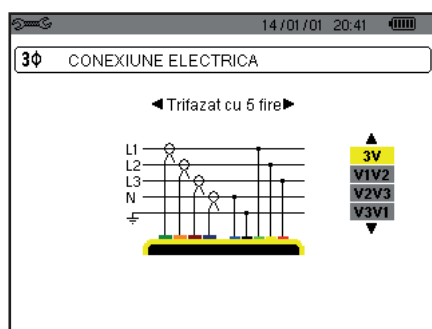 14/01/01 20:41
3Φ CONEXIUNE ELECTRICA
◄Trifazat cu 5 fire►
L1
L2
L3
N
3V
V1V2
V2V3
V3V1